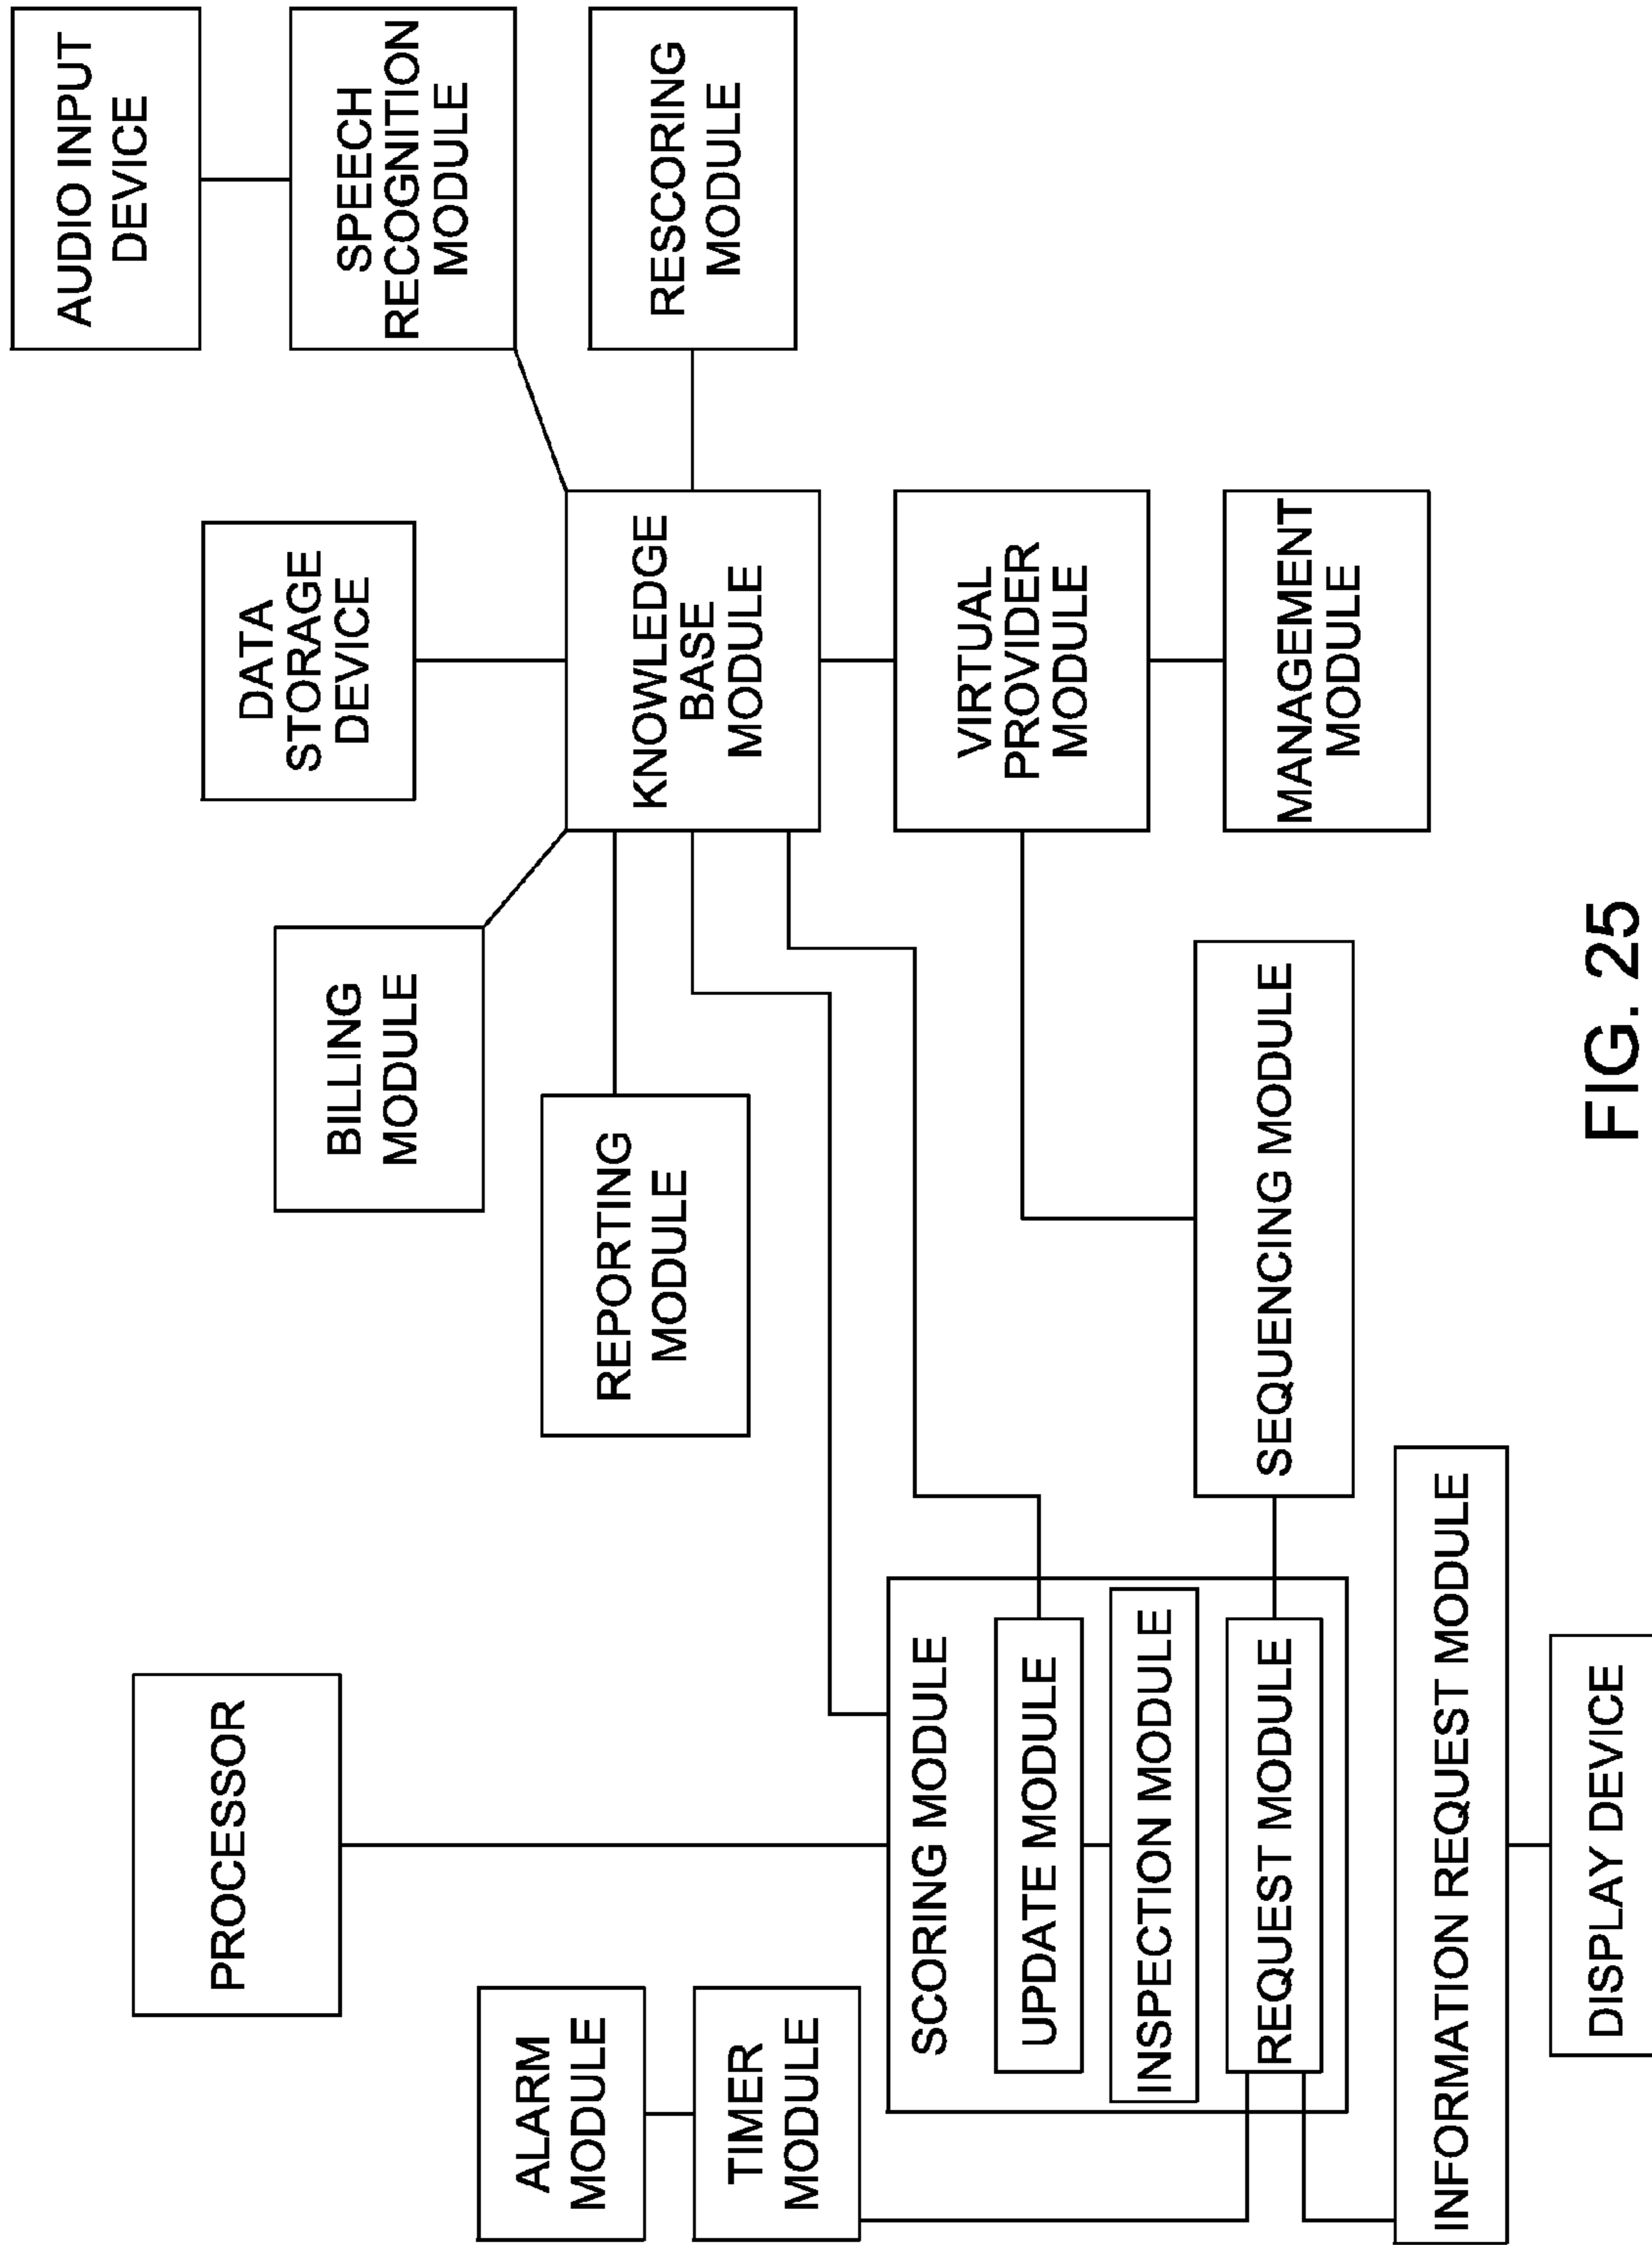 AUDIO INPUT
DEVICE
SPEECH
RECOGNITION
MODULE
RESCORING
MODULE
DATA
STORAGE
DEVICE
KNOWLEDGE
BASE
MODULE
VIRTUAL
PROVIDER
MODULE
MANAGEMENT
MODULE
BILLING
MODULE
REPORTING
MODULE
SEQUENCING MODULE
PROCESSOR
ALARM
MODULE
TIMER
MODULE
SCORING MODULE
UPDATE MODULE
INSPECTION MODULE
REQUEST MODULE
INFORMATION REQUEST MODULE
DISPLAY DEVICE
FIG. 25